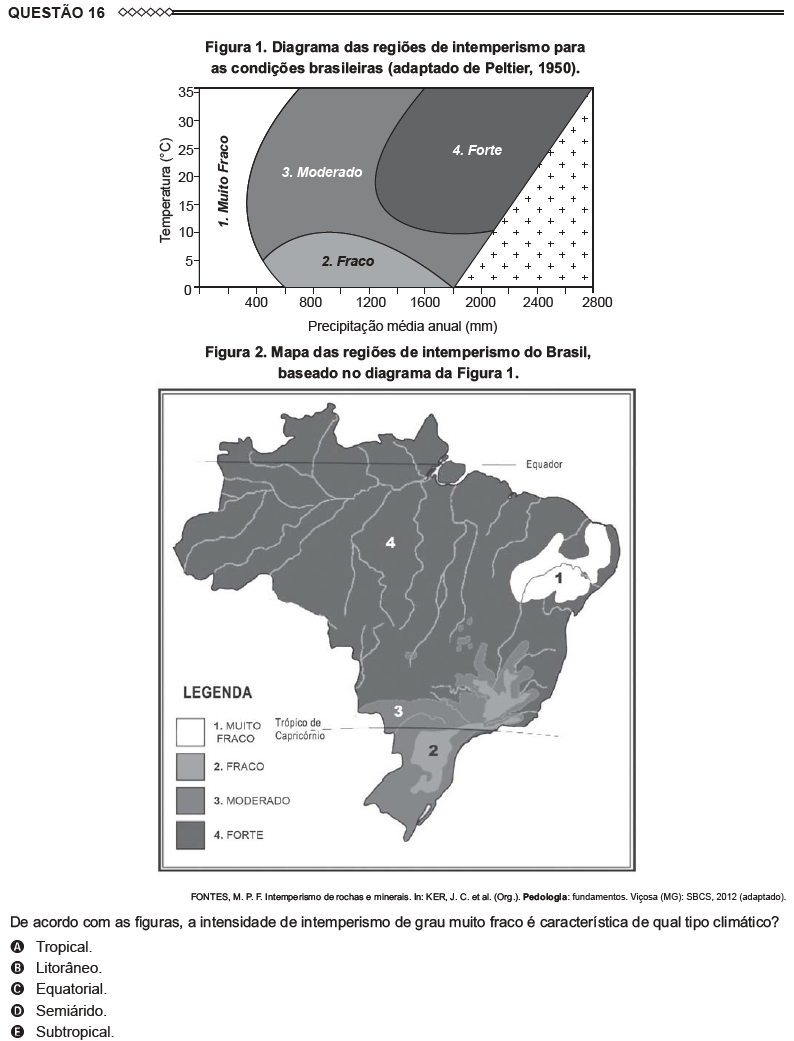 QUESTÃO 16
Figura 1. Diagrama das regiões de intemperismo para
as condições brasileiras (adaptado de Peltier, 1950).
Temperatura (°C)
35
30
25
20
15
10
5
0
1. Muito Fraco
3. Moderado
4. Forte
2. Fraco
400 800 1200 1600 2000 2400 2800
Precipitação média anual (mm)
Figura 2. Mapa das regiões de intemperismo do Brasil,
baseado no diagrama da Figura 1.
Equador
4
1
3
2
Trópico de
Capricórnio
LEGENDA
1. MUITO
FRACO
2. FRACO
3. MODERADO
4. FORTE
FONTES, M. P. F. Intemperismo de rochas e minerais. In: KER, J. C. et al. (Org.). Pedologia: fundamentos. Viçosa (MG): SBCS, 2012 (adaptado).
De acordo com as figuras, a intensidade de intemperismo de grau muito fraco é característica de qual tipo climático?
A Tropical.
B Litorâneo.
C Equatorial.
D Semiárido.
E Subtropical.